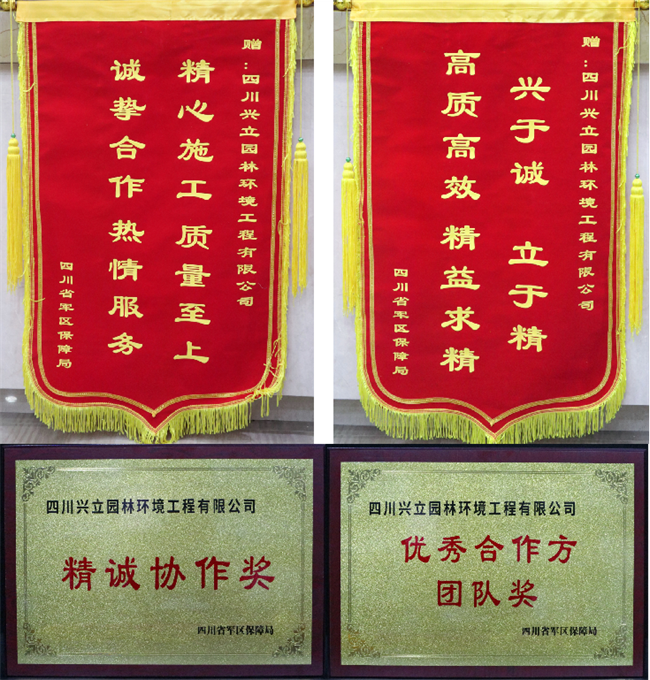 赠:四川兴立园林环境工程有限公司
精心施工 质量至上
诚挚合作 热情服务
四川省军区保障局
赠:四川兴立园林环境工程有限公司
兴于诚 立于精
高质高效 精益求精
四川省军区保障局
四川兴立园林环境工程有限公司
精诚协作奖
四川省军区保障局
四川兴立园林环境工程有限公司
优秀合作方
团队奖
四川省军区保障局